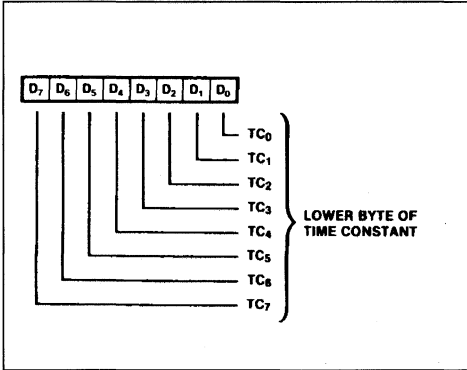 D7 D6 D5 D4 D3 D2 D1 D0
TC0
TC1
TC2
TC3
TC4
TC5
TC6
TC7
LOWER BYTE OF
TIME CONSTANT